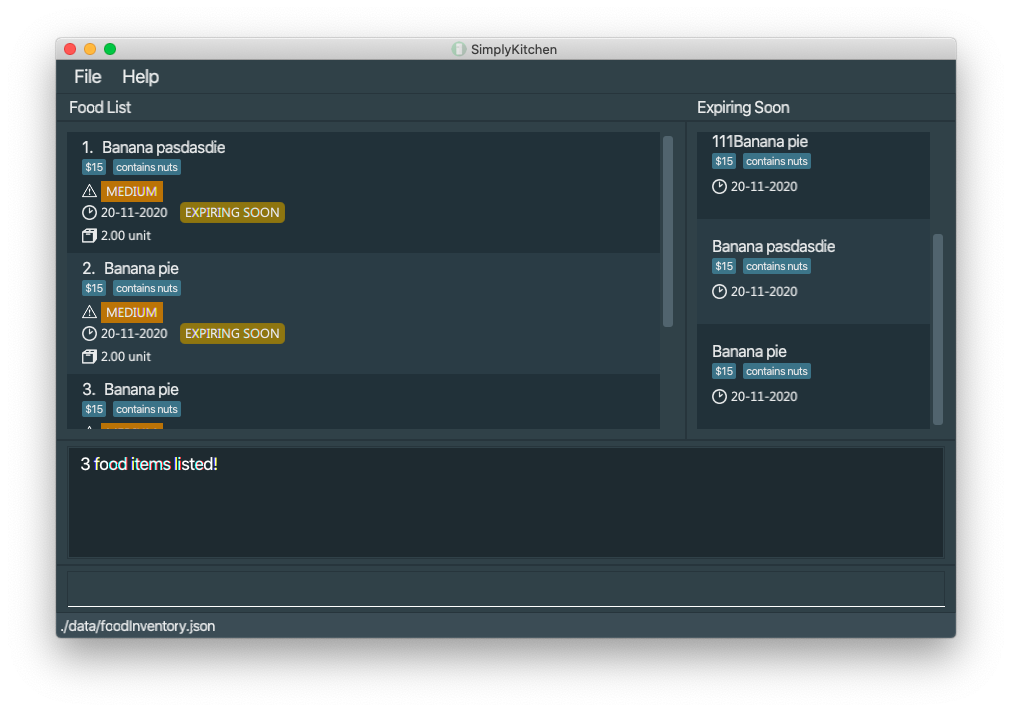 SimplyKitchen
File Help
Food List
1. Banana pasdasdie
$15 contains nuts
MEDIUM
20-11-2020 EXPIRING SOON
2.00 unit
2. Banana pie
$15 contains nuts
MEDIUM
20-11-2020 EXPIRING SOON
2.00 unit
3. Banana pie
$15 contains nuts
Expiring Soon
111Banana pie
$15 contains nuts
20-11-2020
Banana pasdasdie
$15 contains nuts
20-11-2020
Banana pie
$15 contains nuts
20-11-2020
3 food items listed!
./data/foodInventory.json